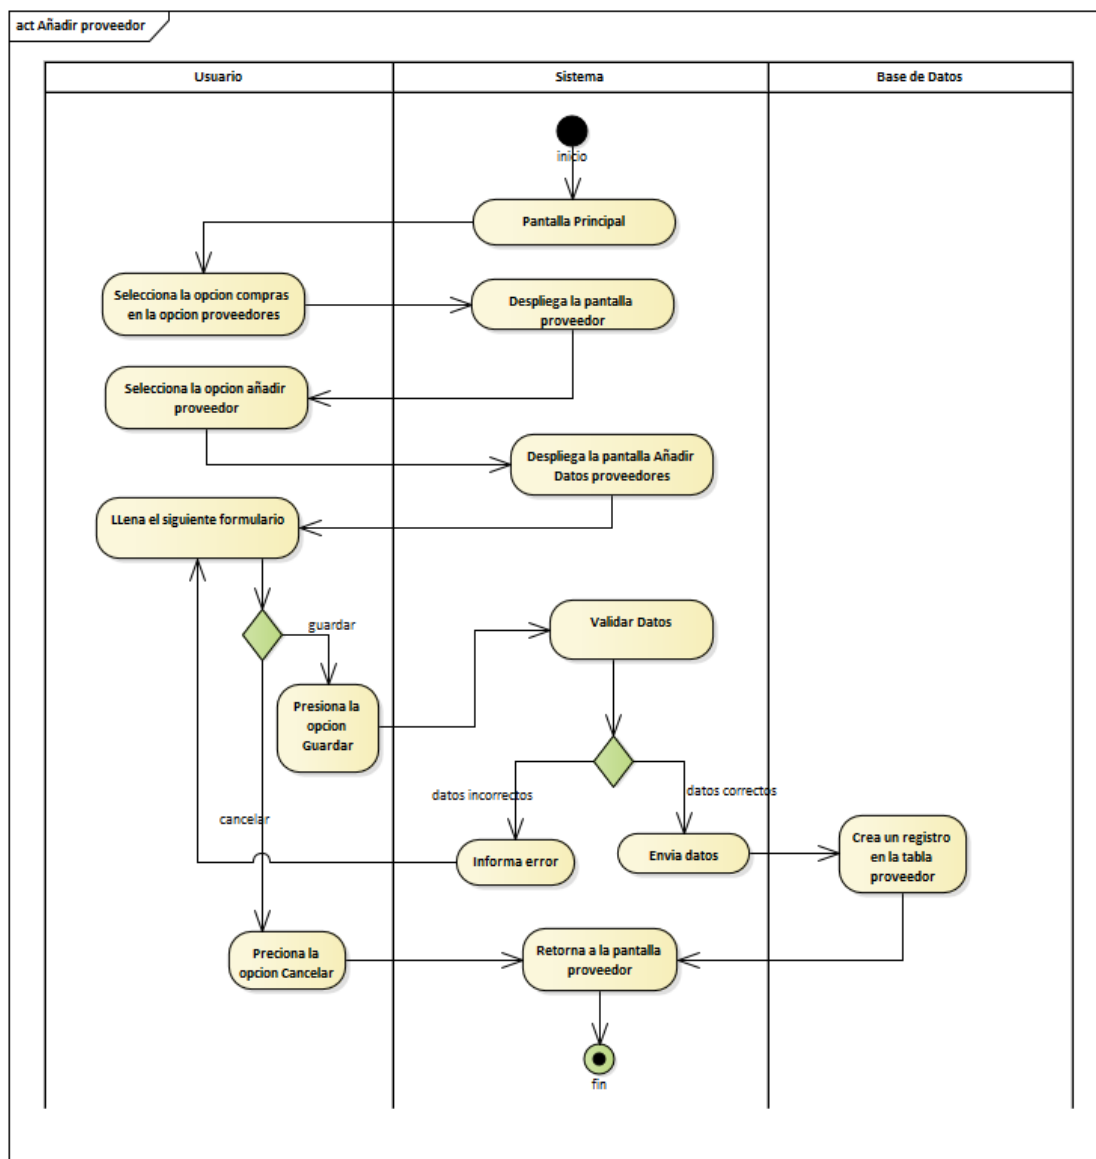 act Añadir proveedor
Usuario
Sistema
Base de Datos
inicio
Pantalla Principal
Selecciona la opcion compras
en la opcion proveedores
Despliega la pantalla
proveedor
Selecciona la opcion añadir
proveedor
Despliega la pantalla Añadir
Datos proveedores
LLena el siguiente formulario
guardar
Validar Datos
Presiona la
opcion
Guardar
datos incorrectos
datos correctos
cancelar
Informa error
Envia datos
Crea un registro
en la tabla
proveedor
Preciona la
opcion Cancelar
Retorna a la pantalla
proveedor
fin